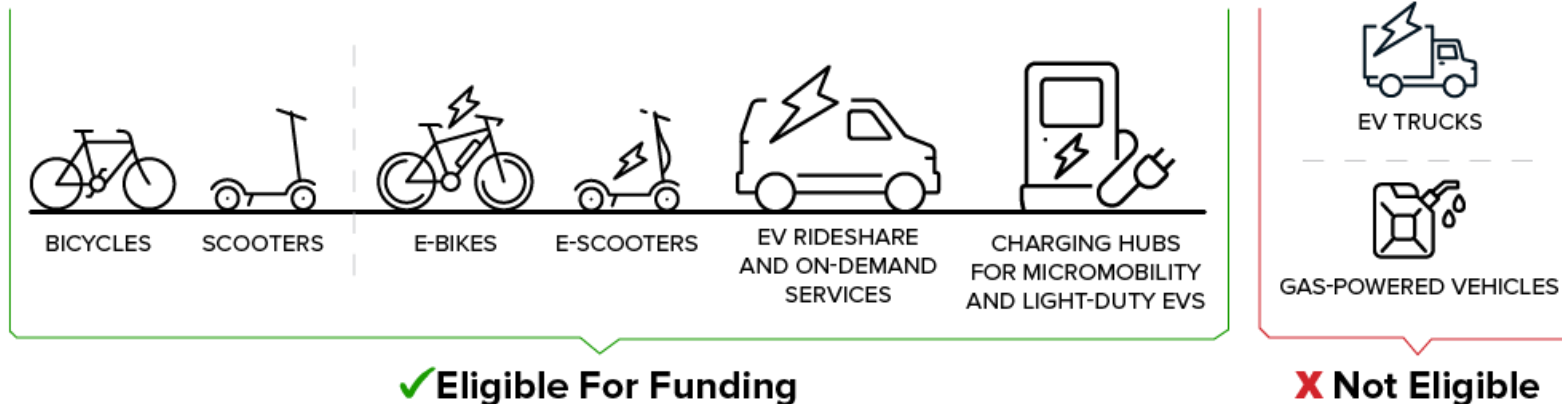 BICYCLES
SCOOTERS
E-BIKES
E-SCOOTERS
EV RIDESHARE
AND ON-DEMAND
SERVICES
CHARGING HUBS
FOR MICROMOBILITY
AND LIGHT-DUTY EVS
✓Eligible For Funding
EV TRUCKS
GAS-POWERED VEHICLES
X Not Eligible